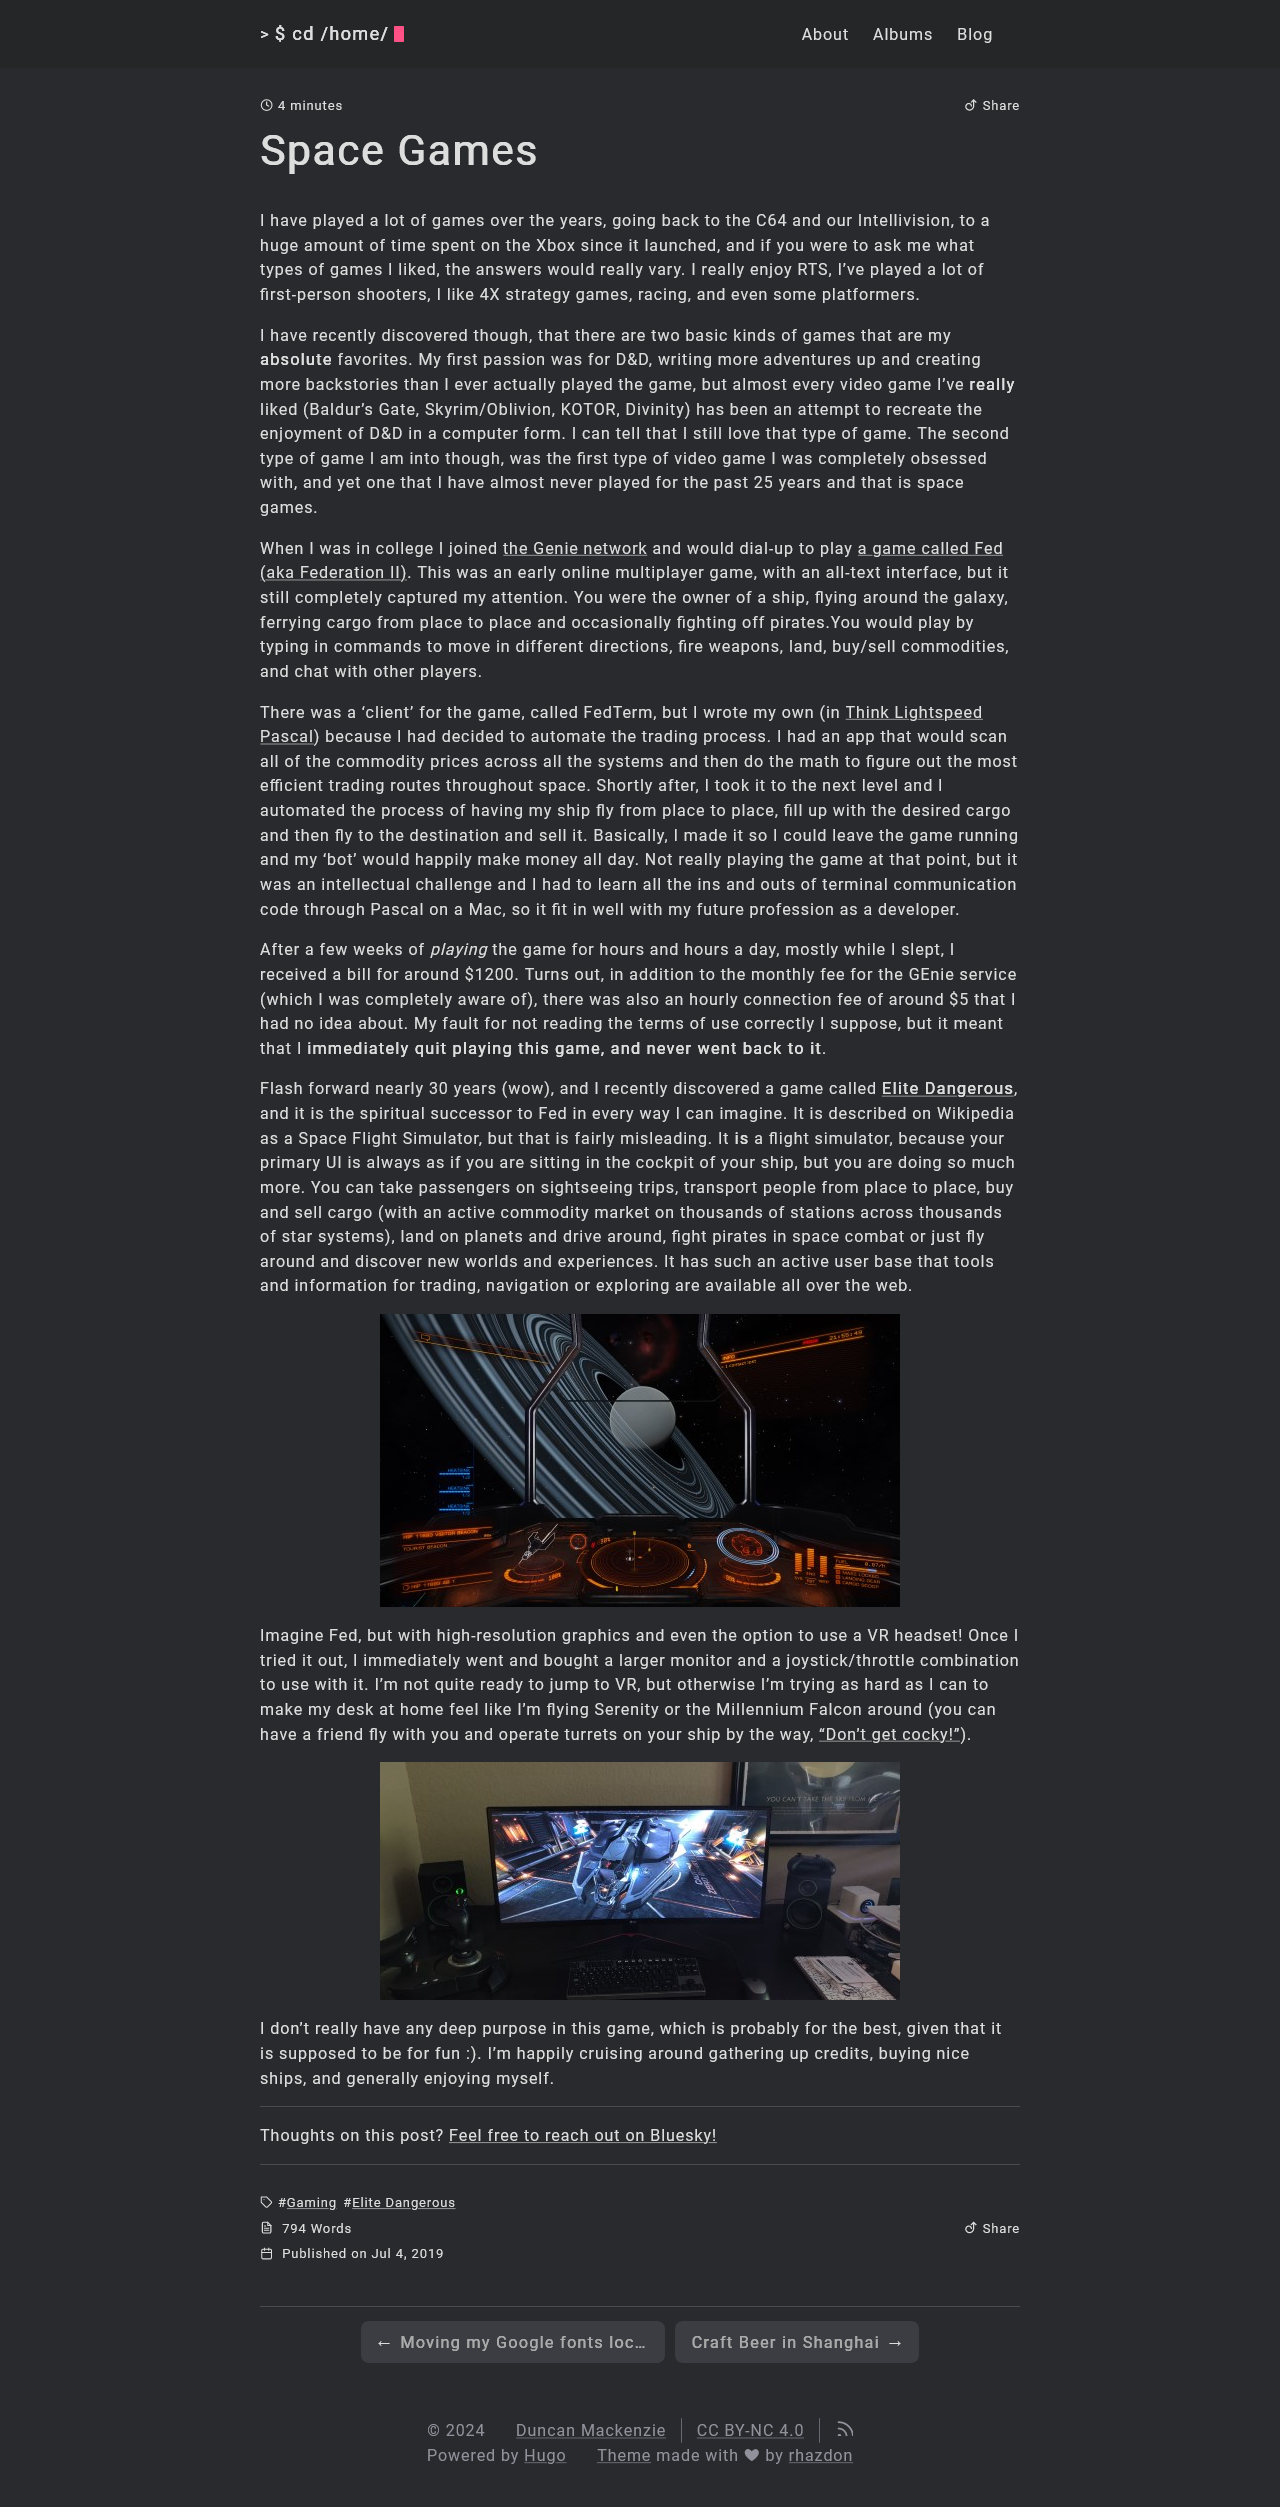 > $ cd /home/
About Albums Blog
4 minutes
Share
Space Games
I have played a lot of games over the years, going back to the C64 and our Intellivision, to a
huge amount of time spent on the Xbox since it launched, and if you were to ask me what
types of games I liked, the answers would really vary. I really enjoy RTS, I’ve played a lot of
first-person shooters, I like 4X strategy games, racing, and even some platformers.
I have recently discovered though, that there are two basic kinds of games that are my
absolute favorites. My first passion was for D&D, writing more adventures up and creating
more backstories than I ever actually played the game, but almost every video game I’ve really
liked (Baldur’s Gate, Skyrim/Oblivion, KOTOR, Divinity) has been an attempt to recreate the
enjoyment of D&D in a computer form. I can tell that I still love that type of game. The second
type of game I am into though, was the first type of video game I was completely obsessed
with, and yet one that I have almost never played for the past 25 years and that is space
games.
When I was in college I joined the Genie network and would dial-up to play a game called Fed
(aka Federation II). This was an early online multiplayer game, with an all-text interface, but it
still completely captured my attention. You were the owner of a ship, flying around the galaxy,
ferrying cargo from place to place and occasionally fighting off pirates.You would play by
typing in commands to move in different directions, fire weapons, land, buy/sell commodities,
and chat with other players.
There was a ‘client’ for the game, called FedTerm, but I wrote my own (in Think Lightspeed
Pascal) because I had decided to automate the trading process. I had an app that would scan
all of the commodity prices across all the systems and then do the math to figure out the most
efficient trading routes throughout space. Shortly after, I took it to the next level and I
automated the process of having my ship fly from place to place, fill up with the desired cargo
and then fly to the destination and sell it. Basically, I made it so I could leave the game running
and my ‘bot’ would happily make money all day. Not really playing the game at that point, but it
was an intellectual challenge and I had to learn all the ins and outs of terminal communication
code through Pascal on a Mac, so it fit in well with my future profession as a developer.
After a few weeks of playing the game for hours and hours a day, mostly while I slept, I
received a bill for around $1200. Turns out, in addition to the monthly fee for the GEnie service
(which I was completely aware of), there was also an hourly connection fee of around $5 that I
had no idea about. My fault for not reading the terms of use correctly I suppose, but it meant
that I immediately quit playing this game, and never went back to it.
Flash forward nearly 30 years (wow), and I recently discovered a game called Elite Dangerous,
and it is the spiritual successor to Fed in every way I can imagine. It is described on Wikipedia
as a Space Flight Simulator, but that is fairly misleading. It is a flight simulator, because your
primary UI is always as if you are sitting in the cockpit of your ship, but you are doing so much
more. You can take passengers on sightseeing trips, transport people from place to place, buy
and sell cargo (with an active commodity market on thousands of stations across thousands
of star systems), land on planets and drive around, fight pirates in space combat or just fly
around and discover new worlds and experiences. It has such an active user base that tools
and information for trading, navigation or exploring are available all over the web.
HEATSINK
HEATSINK
HEATSINK
TOURIST BEACON
Imagine Fed, but with high-resolution graphics and even the option to use a VR headset! Once I
tried it out, I immediately went and bought a larger monitor and a joystick/throttle combination
to use with it. I’m not quite ready to jump to VR, but otherwise I’m trying as hard as I can to
make my desk at home feel like I’m flying Serenity or the Millennium Falcon around (you can
have a friend fly with you and operate turrets on your ship by the way, “Don’t get cocky!”).
YOU CAN'T TAKE THE SKY FROM ME
I don’t really have any deep purpose in this game, which is probably for the best, given that it
is supposed to be for fun :). I’m happily cruising around gathering up credits, buying nice
ships, and generally enjoying myself.
Thoughts on this post? Feel free to reach out on Bluesky!
#Gaming #Elite Dangerous
794 Words
Share
Published on Jul 4, 2019
← Moving my Google fonts loc…
Craft Beer in Shanghai →
© 2024 Duncan Mackenzie CC BY-NC 4.0
Powered by Hugo Theme made with ♥ by rhazdon